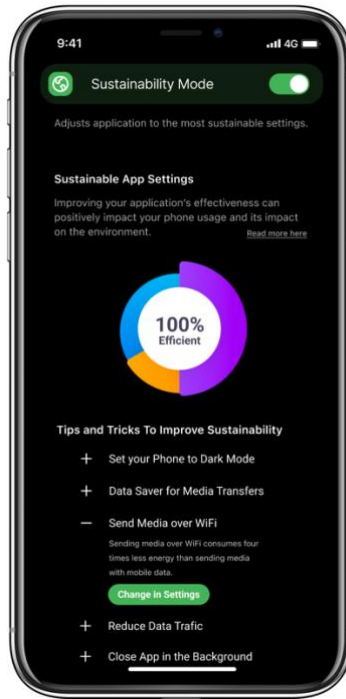 9:41
4G
Sustainability Mode
Adjusts application to the most sustainable settings.
Sustainable App Settings
Improving your application's effectiveness can
positively impact your phone usage and its impact
on the environment.
Read more here
100%
Efficient
Tips and Tricks To Improve Sustainability
+ Set your Phone to Dark Mode
+ Data Saver for Media Transfers
— Send Media over WiFi
Sending media over WiFi consumes four
times less energy than sending media
with mobile data.
Change in Settings
+ Reduce Data Trafic
+ Close App in the Background